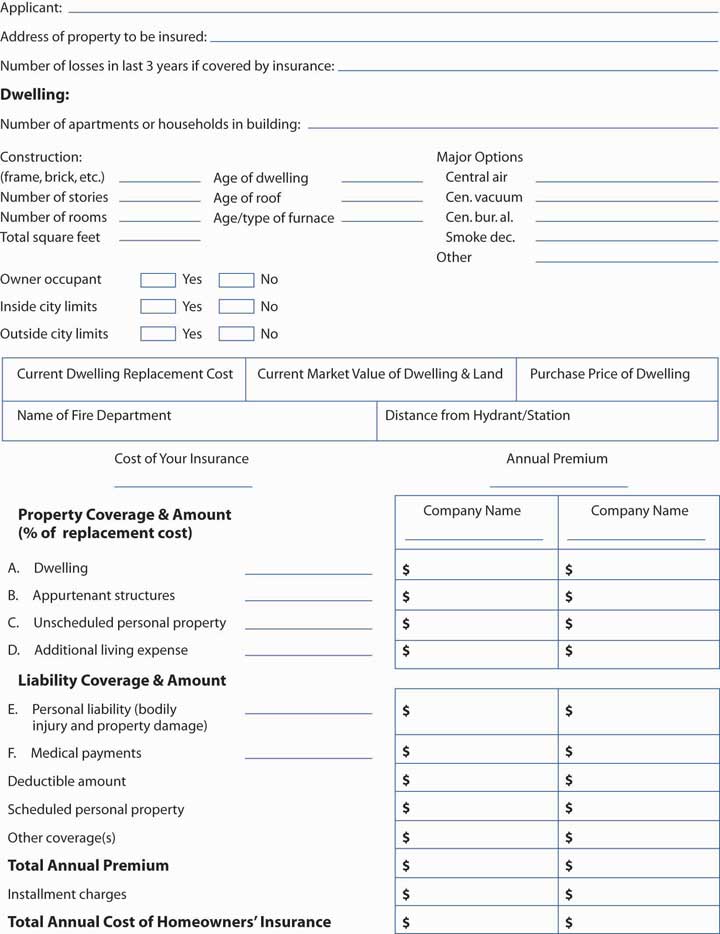 Applicant:
Address of property to be insured:
Number of losses in last 3 years if covered by insurance:
Dwelling:
Number of apartments or households in building:
Construction:
(frame, brick, etc.)
Number of stories
Number of rooms
Total square feet
Age of dwelling
Age of roof
Age/type of furnace
Major Options
Central air
Cen. vacuum
Cen. bur. al.
Smoke dec.
Other
Owner occupant Yes No
Inside city limits Yes No
Outside city limits Yes No
Current Dwelling Replacement Cost Current Market Value of Dwelling & Land Purchase Price of Dwelling
Name of Fire Department Distance from Hydrant/Station
Cost of Your Insurance Annual Premium
Property Coverage & Amount
(% of replacement cost)
Company Name Company Name
A. Dwelling $ $
B. Appurtenant structures $ $
C. Unscheduled personal property $ $
D. Additional living expense $ $
Liability Coverage & Amount
E. Personal liability (bodily
injury and property damage) $ $
F. Medical payments $ $
Deductible amount $ $
Scheduled personal property $ $
Other coverage(s) $ $
Total Annual Premium $ $
Installment charges $ $
Total Annual Cost of Homeowners' Insurance $ $